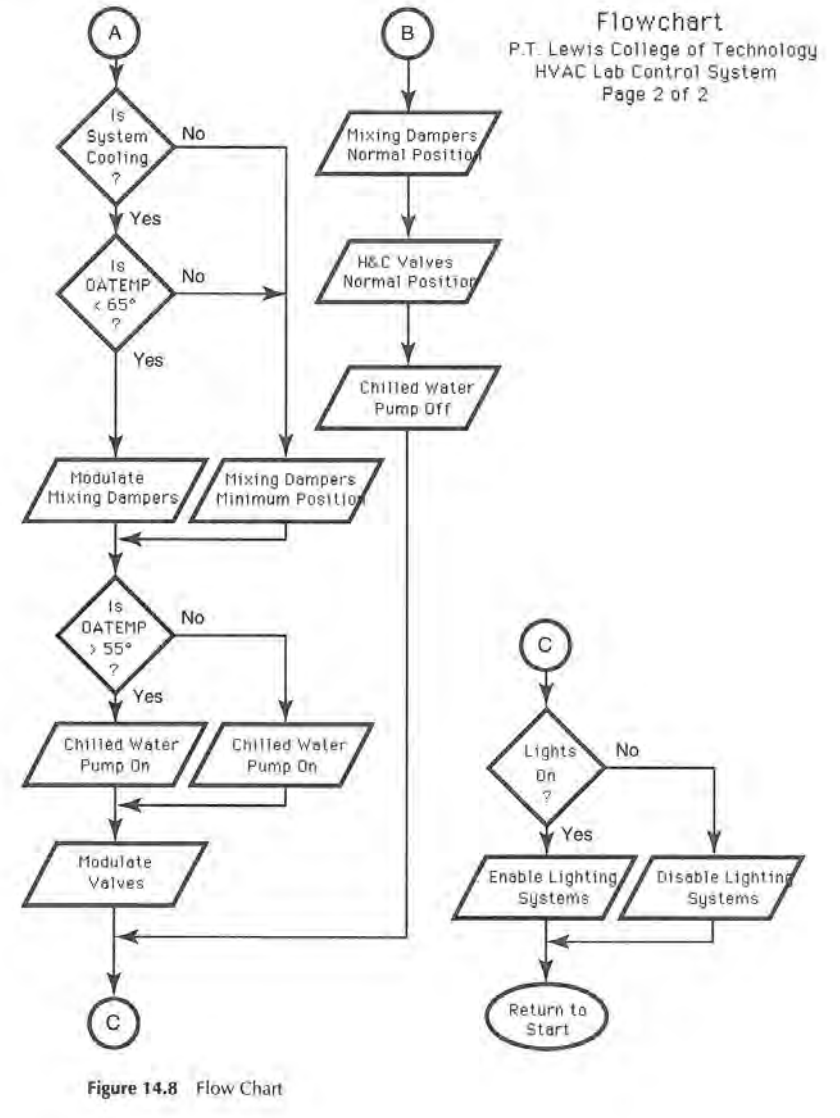 Flowchart
P.T. Lewis College of Technology
HVAC Lab Control System
Page 2 of 2
A
Is
System
Cooling
?
No
Yes
Is
OATEMP
< 65°
?
No
Yes
Modulate
Mixing Dampers
Mixing Dampers
Minimum Position
Is
OATEMP
> 55°
?
No
Yes
Chilled Water
Pump On
Chilled Water
Pump On
Modulate
Valves
C
B
Mixing Dampers
Normal Position
H&C Valves
Normal Position
Chilled Water
Pump Off
C
Lights
On
?
No
Yes
Enable Lighting
Systems
Disable Lighting
Systems
Return to
Start
Figure 14.8 Flow Chart